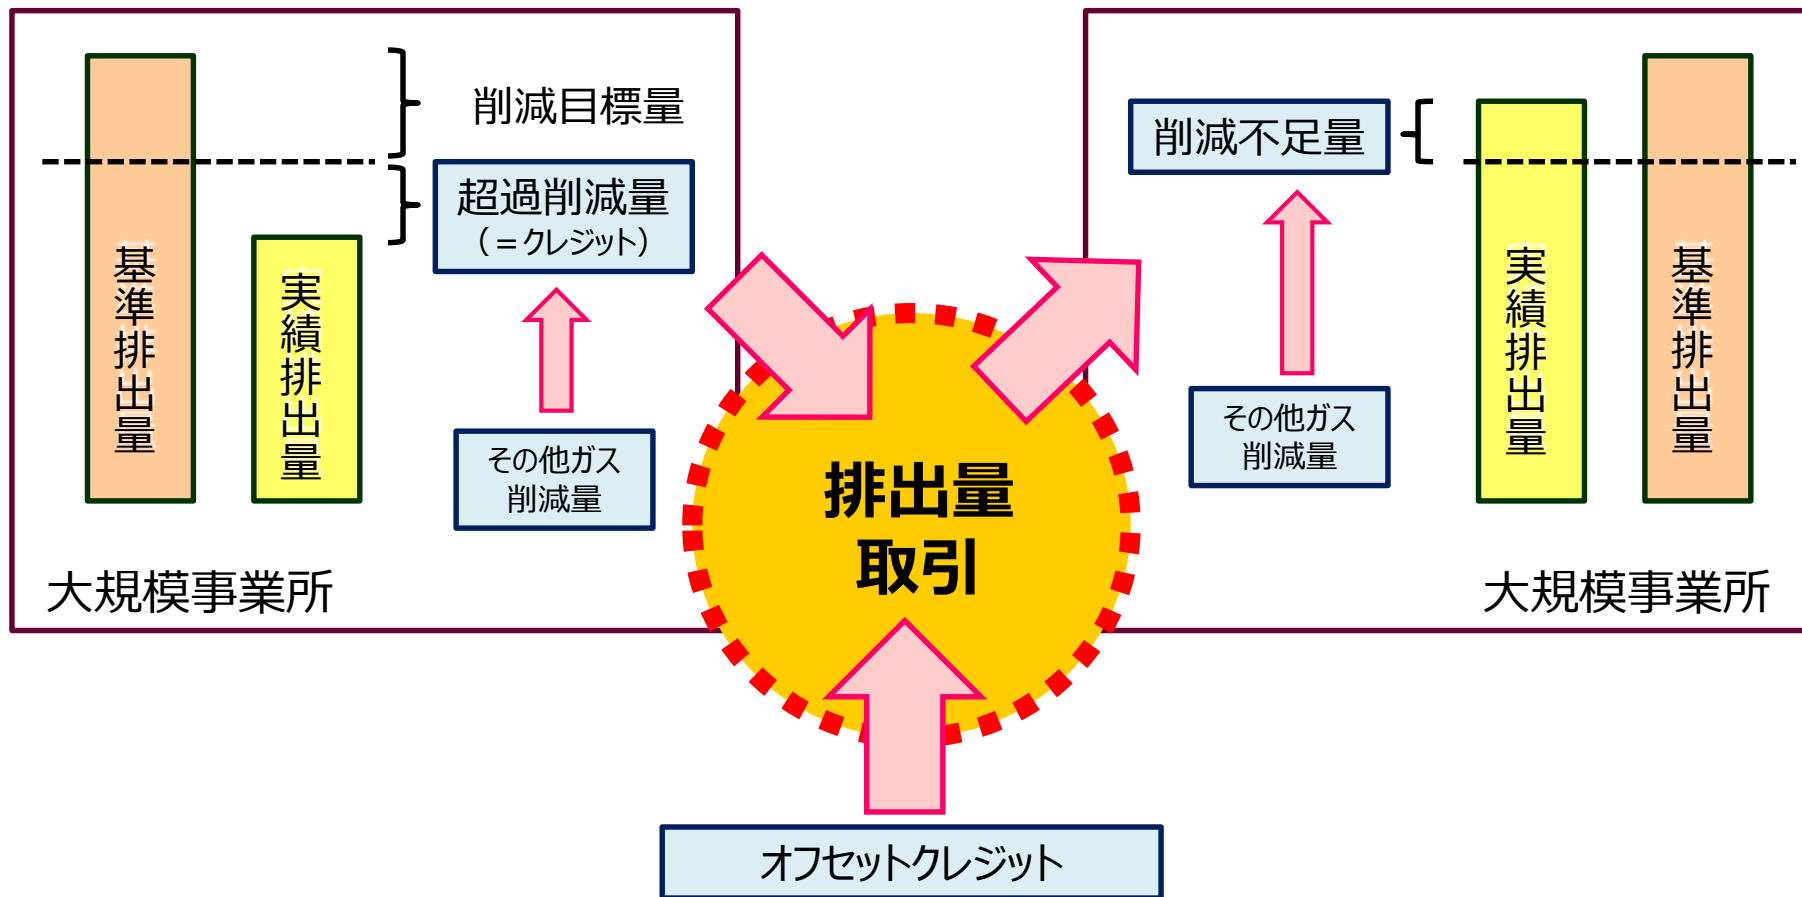 削減目標量
超過削減量
（＝クレジット）
基準排出量
実績排出量
その他ガス
削減量
大規模事業所
排出量
取引
削減不足量
その他ガス
削減量
実績排出量
基準排出量
大規模事業所
オフセットクレジット